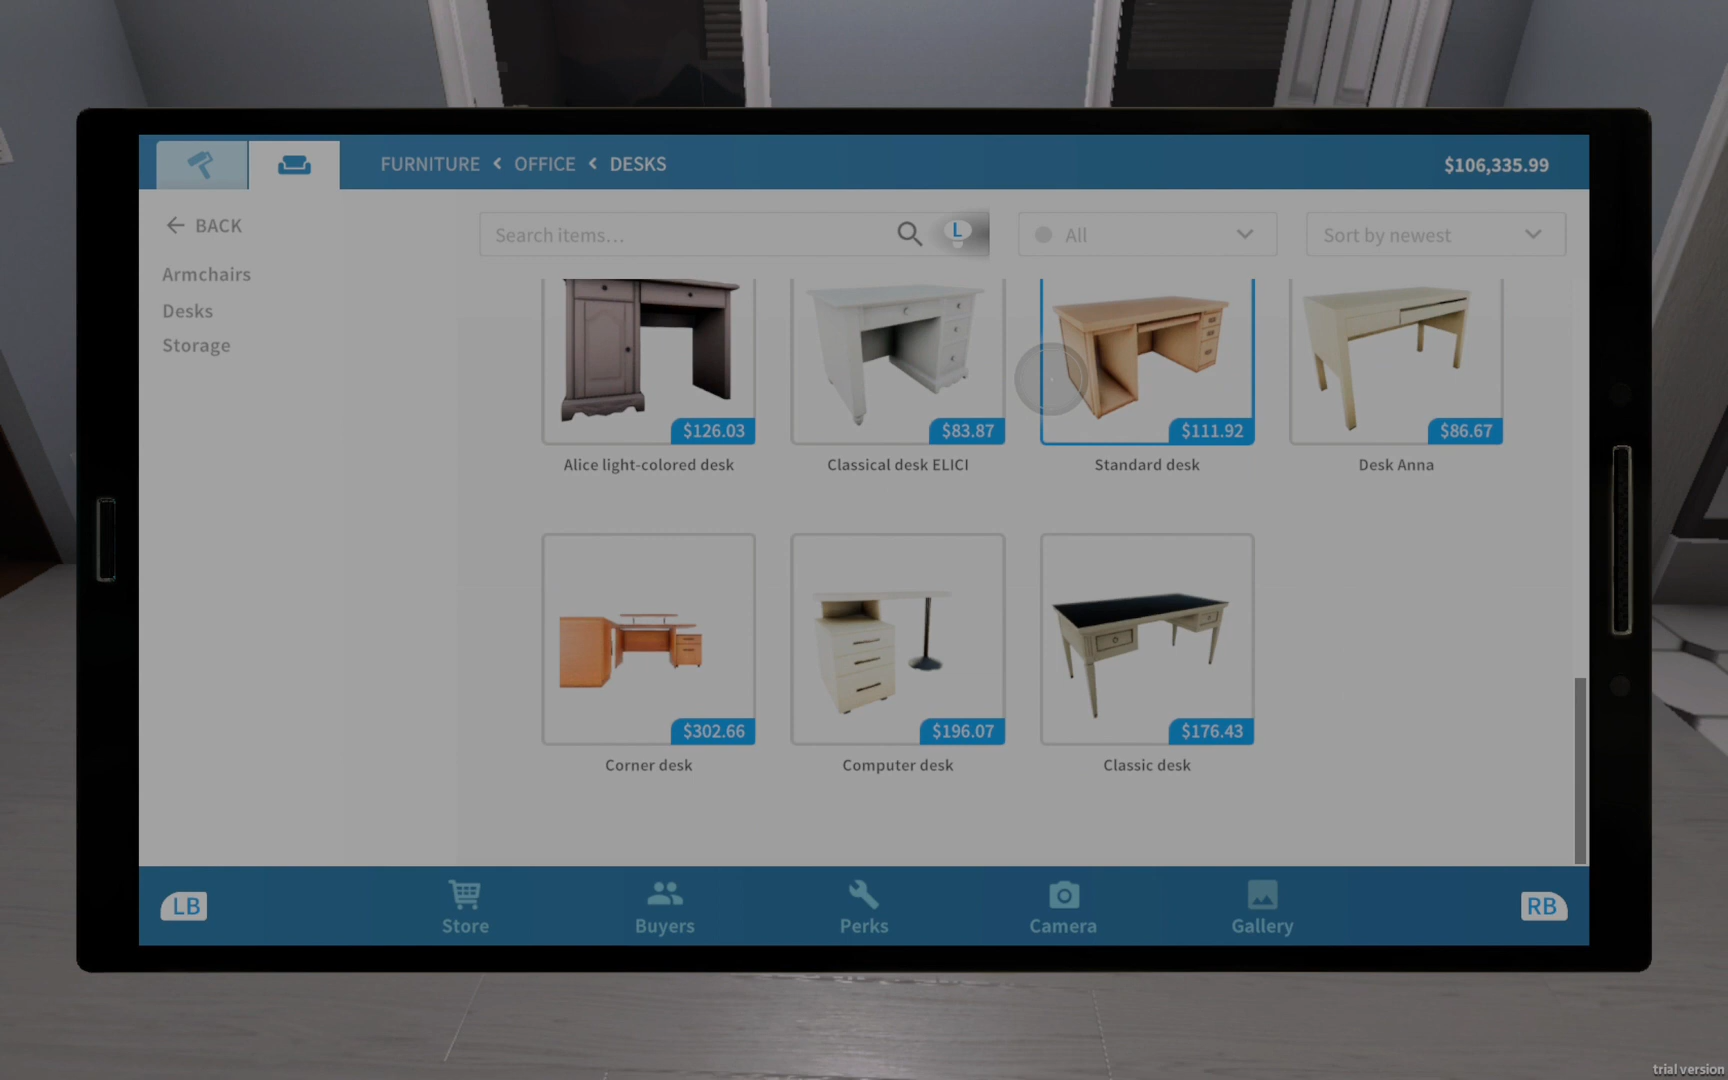 FURNITURE < OFFICE < DESKS
$106,335.99
BACK
Search items...
L
All
Sort by newest
Armchairs
Desks
Storage
$126.03
$83.87
$111.92
$86.67
Alice light-colored desk
Classical desk ELICI
Standard desk
Desk Anna
$302.66
$196.07
$176.43
Corner desk
Computer desk
Classic desk
LB
Store
Buyers
Perks
Camera
Gallery
RB
trial version